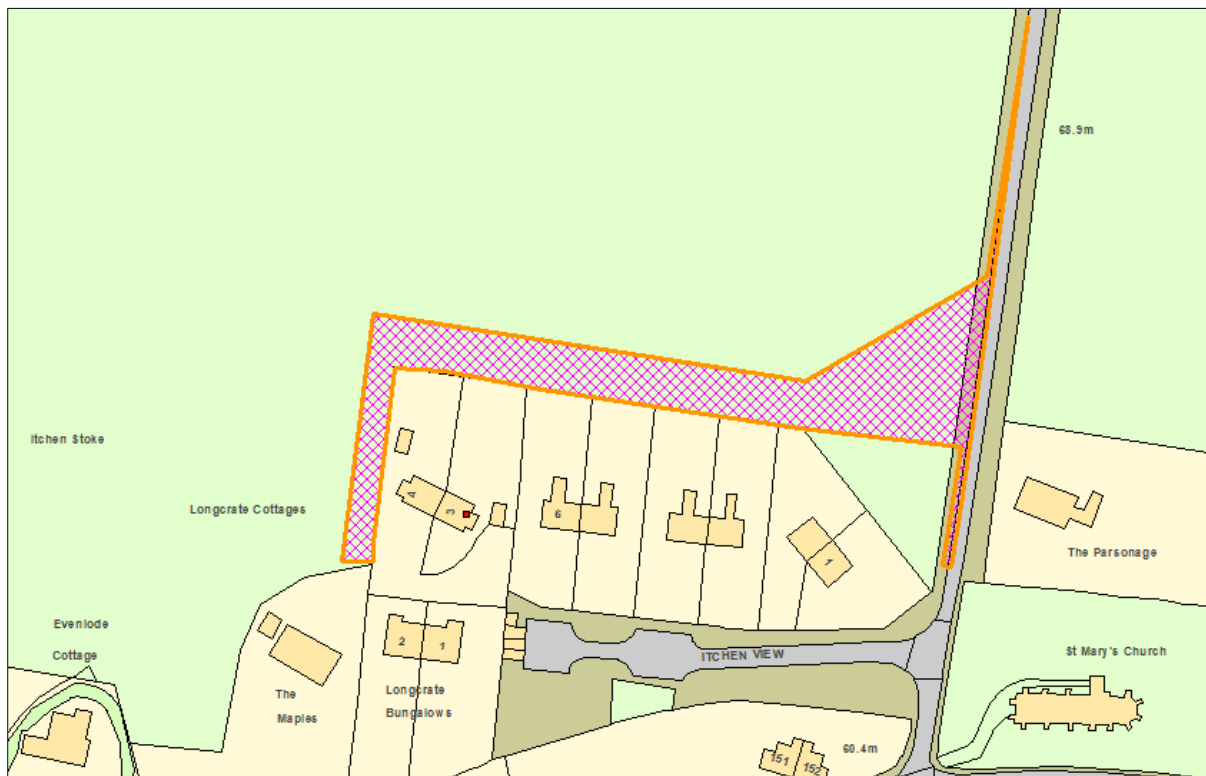 68.9m
Itchen Stoke
4
3
6
Longcrate Cottages
1
The Parsonage
Evenlode
Cottage
2
1
ITCHEN VIEW
St Mary's Church
The
Maples
Longcrate
Bungalows
60.4m
151
152